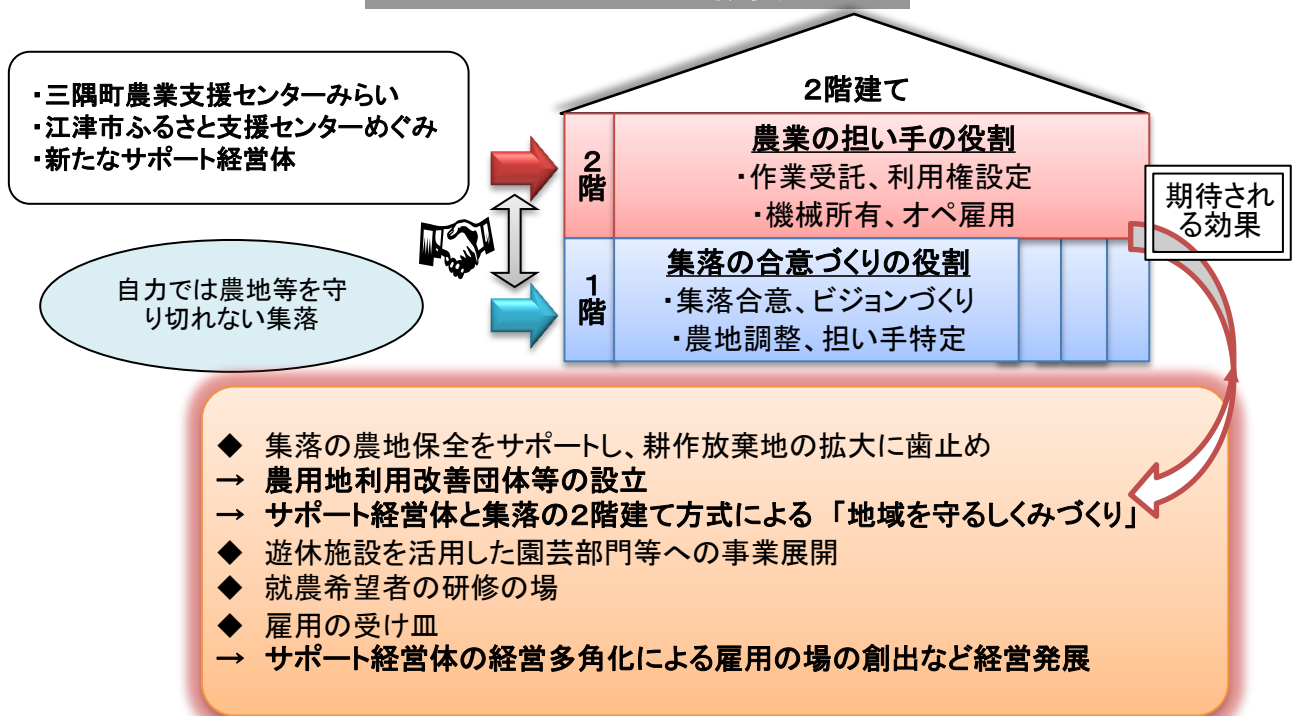 ・三隅町農業支援センターみらい
・江津市ふるさと支援センターめぐみ
・新たなサポート経営体
自力では農地等を守
り切れない集落
2階建て
2階
農業の担い手の役割
・作業受託、利用権設定
・機械所有、オペ雇用
1階
集落の合意づくりの役割
・集落合意、ビジョンづくり
・農地調整、担い手特定
期待され
る効果
◆ 集落の農地保全をサポートし、耕作放棄地の拡大に歯止め
→ 農用地利用改善団体等の設立
→ サポート経営体と集落の2階建て方式による 「地域を守るしくみづくり」
◆ 遊休施設を活用した園芸部門等への事業展開
◆ 就農希望者の研修の場
◆ 雇用の受け皿
→ サポート経営体の経営多角化による雇用の場の創出など経営発展